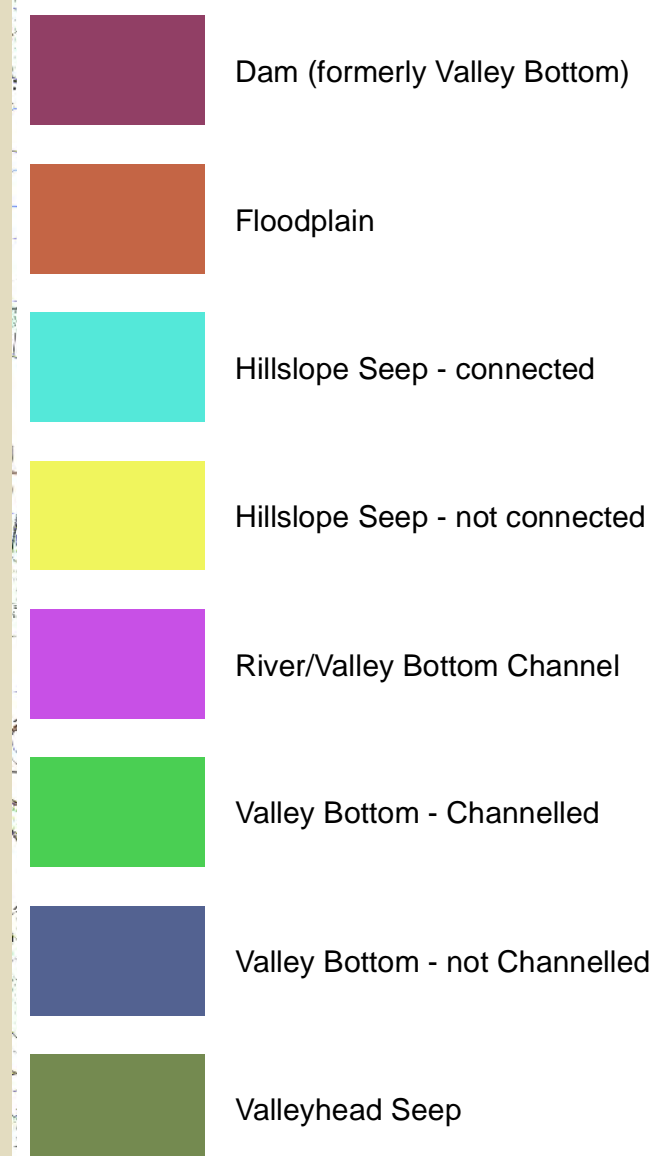 Dam (formerly Valley Bottom)
Floodplain
Hillslope Seep - connected
Hillslope Seep - not connected
River/Valley Bottom Channel
Valley Bottom - Channelled
Valley Bottom - not Channelled
Valleyhead Seep